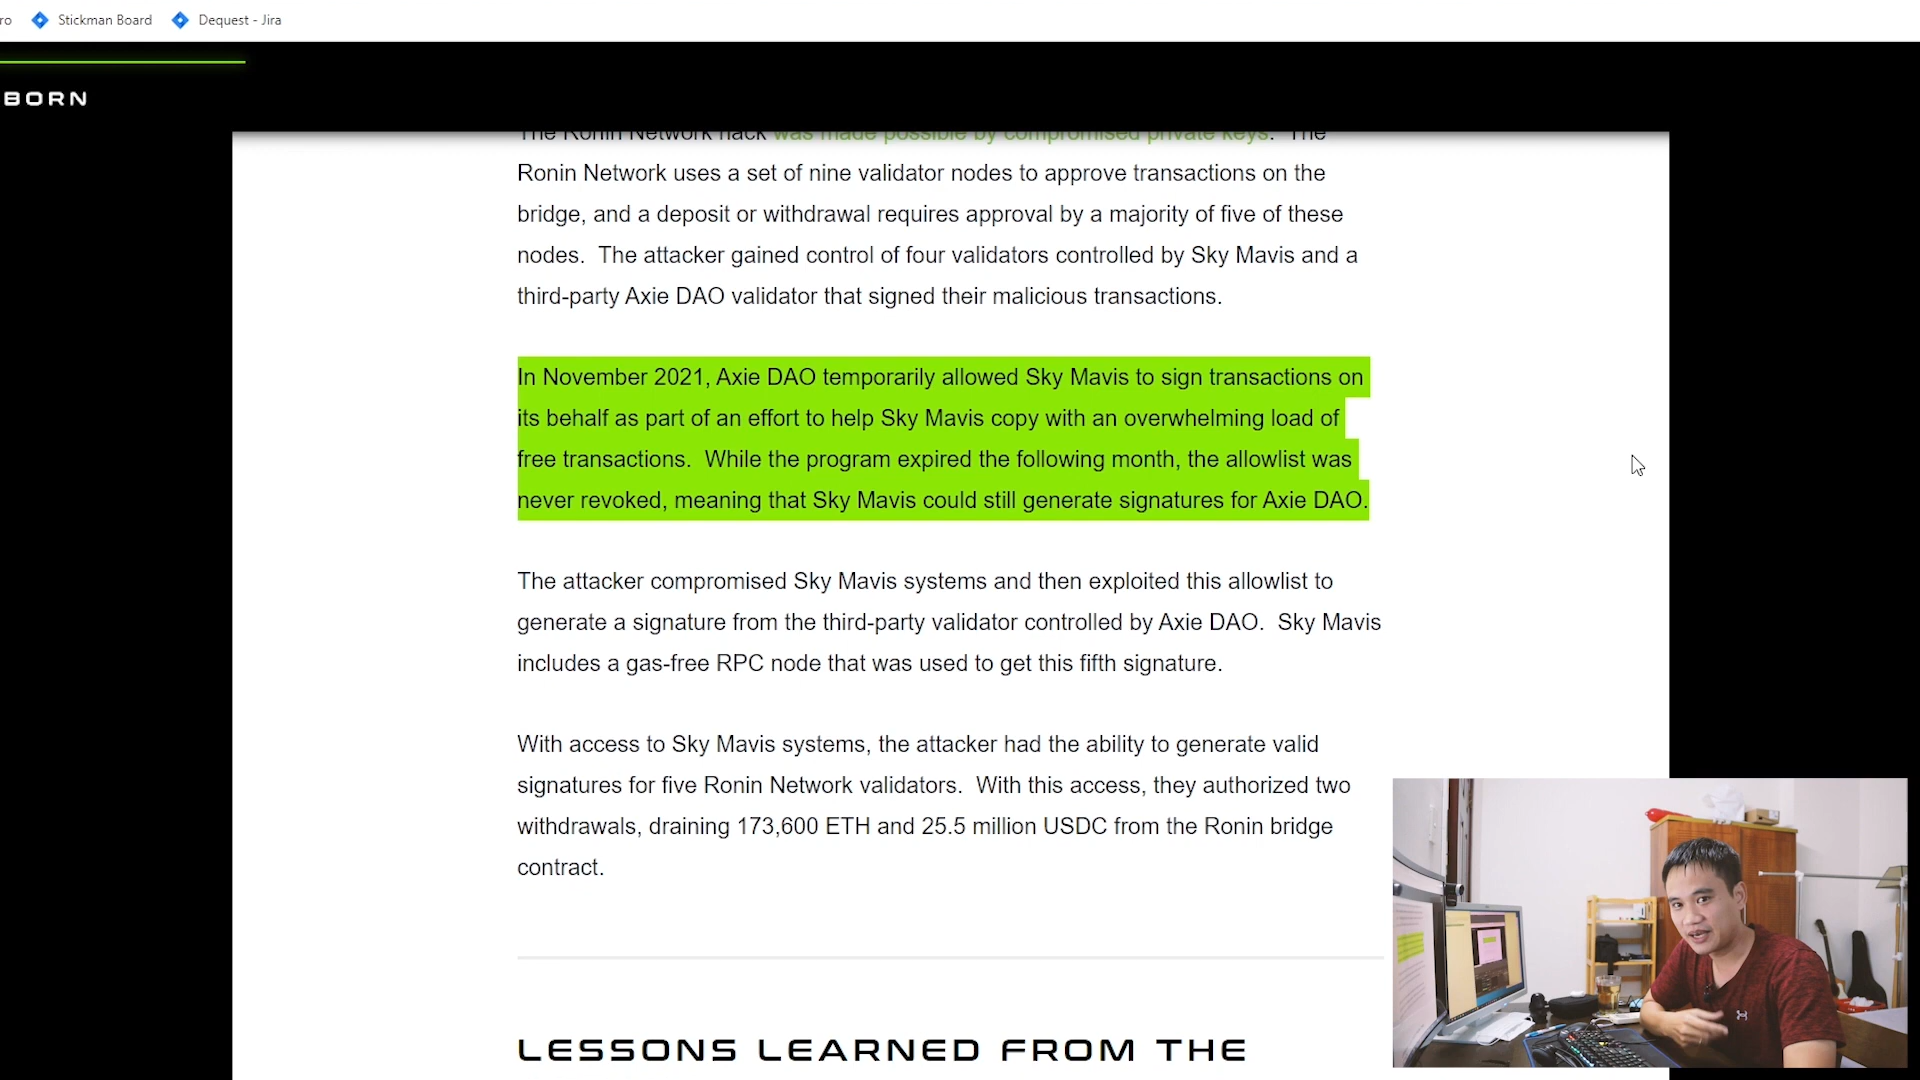 ro Stickman Board Dequest - Jira
BORN
The Ronin Network hack was made possible by compromised private keys. The
Ronin Network uses a set of nine validator nodes to approve transactions on the
bridge, and a deposit or withdrawal requires approval by a majority of five of these
nodes. The attacker gained control of four validators controlled by Sky Mavis and a
third-party Axie DAO validator that signed their malicious transactions.
In November 2021, Axie DAO temporarily allowed Sky Mavis to sign transactions on
its behalf as part of an effort to help Sky Mavis copy with an overwhelming load of
free transactions. While the program expired the following month, the allowlist was
never revoked, meaning that Sky Mavis could still generate signatures for Axie DAO.
The attacker compromised Sky Mavis systems and then exploited this allowlist to
generate a signature from the third-party validator controlled by Axie DAO. Sky Mavis
includes a gas-free RPC node that was used to get this fifth signature.
With access to Sky Mavis systems, the attacker had the ability to generate valid
signatures for five Ronin Network validators. With this access, they authorized two
withdrawals, draining 173,600 ETH and 25.5 million USDC from the Ronin bridge
contract.
LESSONS LEARNED FROM THE